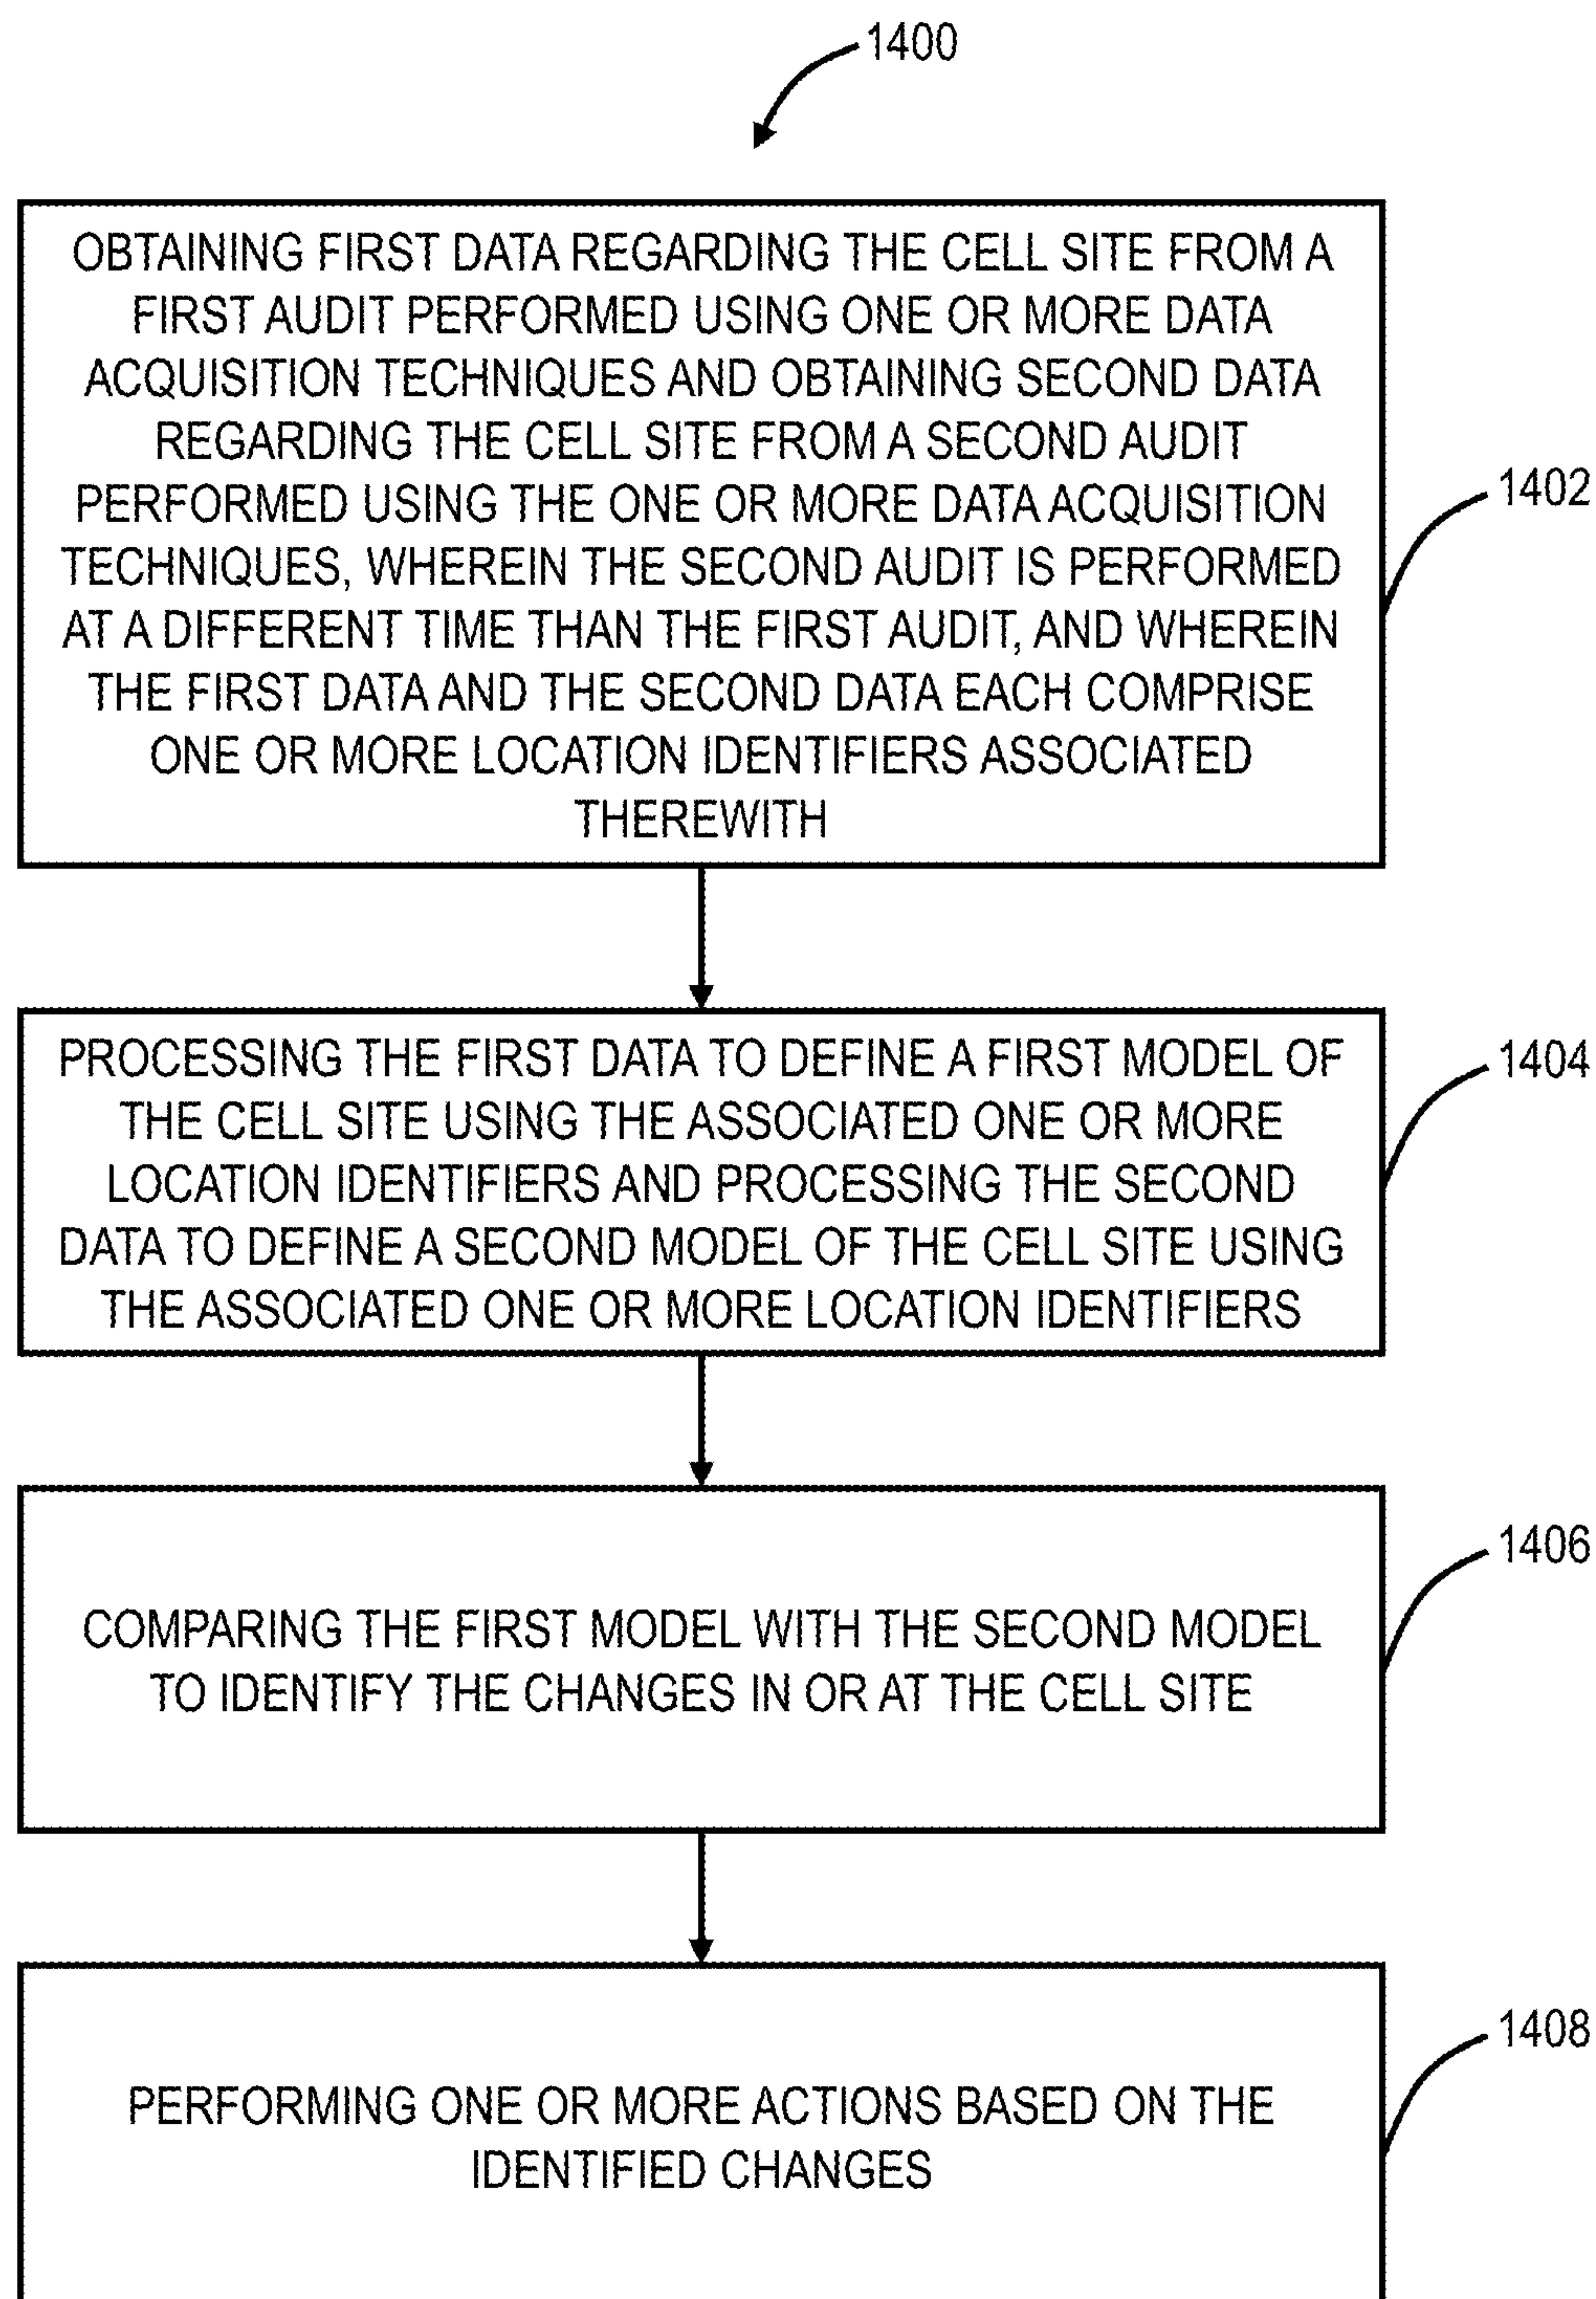 1400
OBTAINING FIRST DATA REGARDING THE CELL SITE FROM A
FIRST AUDIT PERFORMED USING ONE OR MORE DATA
ACQUISITION TECHNIQUES AND OBTAINING SECOND DATA
REGARDING THE CELL SITE FROM A SECOND AUDIT
PERFORMED USING THE ONE OR MORE DATA ACQUISITION
TECHNIQUES, WHEREIN THE SECOND AUDIT IS PERFORMED
AT A DIFFERENT TIME THAN THE FIRST AUDIT, AND WHEREIN
THE FIRST DATA AND THE SECOND DATA EACH COMPRISE
ONE OR MORE LOCATION IDENTIFIERS ASSOCIATED
THEREWITH
1402
PROCESSING THE FIRST DATA TO DEFINE A FIRST MODEL OF
THE CELL SITE USING THE ASSOCIATED ONE OR MORE
LOCATION IDENTIFIERS AND PROCESSING THE SECOND
DATA TO DEFINE A SECOND MODEL OF THE CELL SITE USING
THE ASSOCIATED ONE OR MORE LOCATION IDENTIFIERS
1404
COMPARING THE FIRST MODEL WITH THE SECOND MODEL
TO IDENTIFY THE CHANGES IN OR AT THE CELL SITE
1406
PERFORMING ONE OR MORE ACTIONS BASED ON THE
IDENTIFIED CHANGES
1408